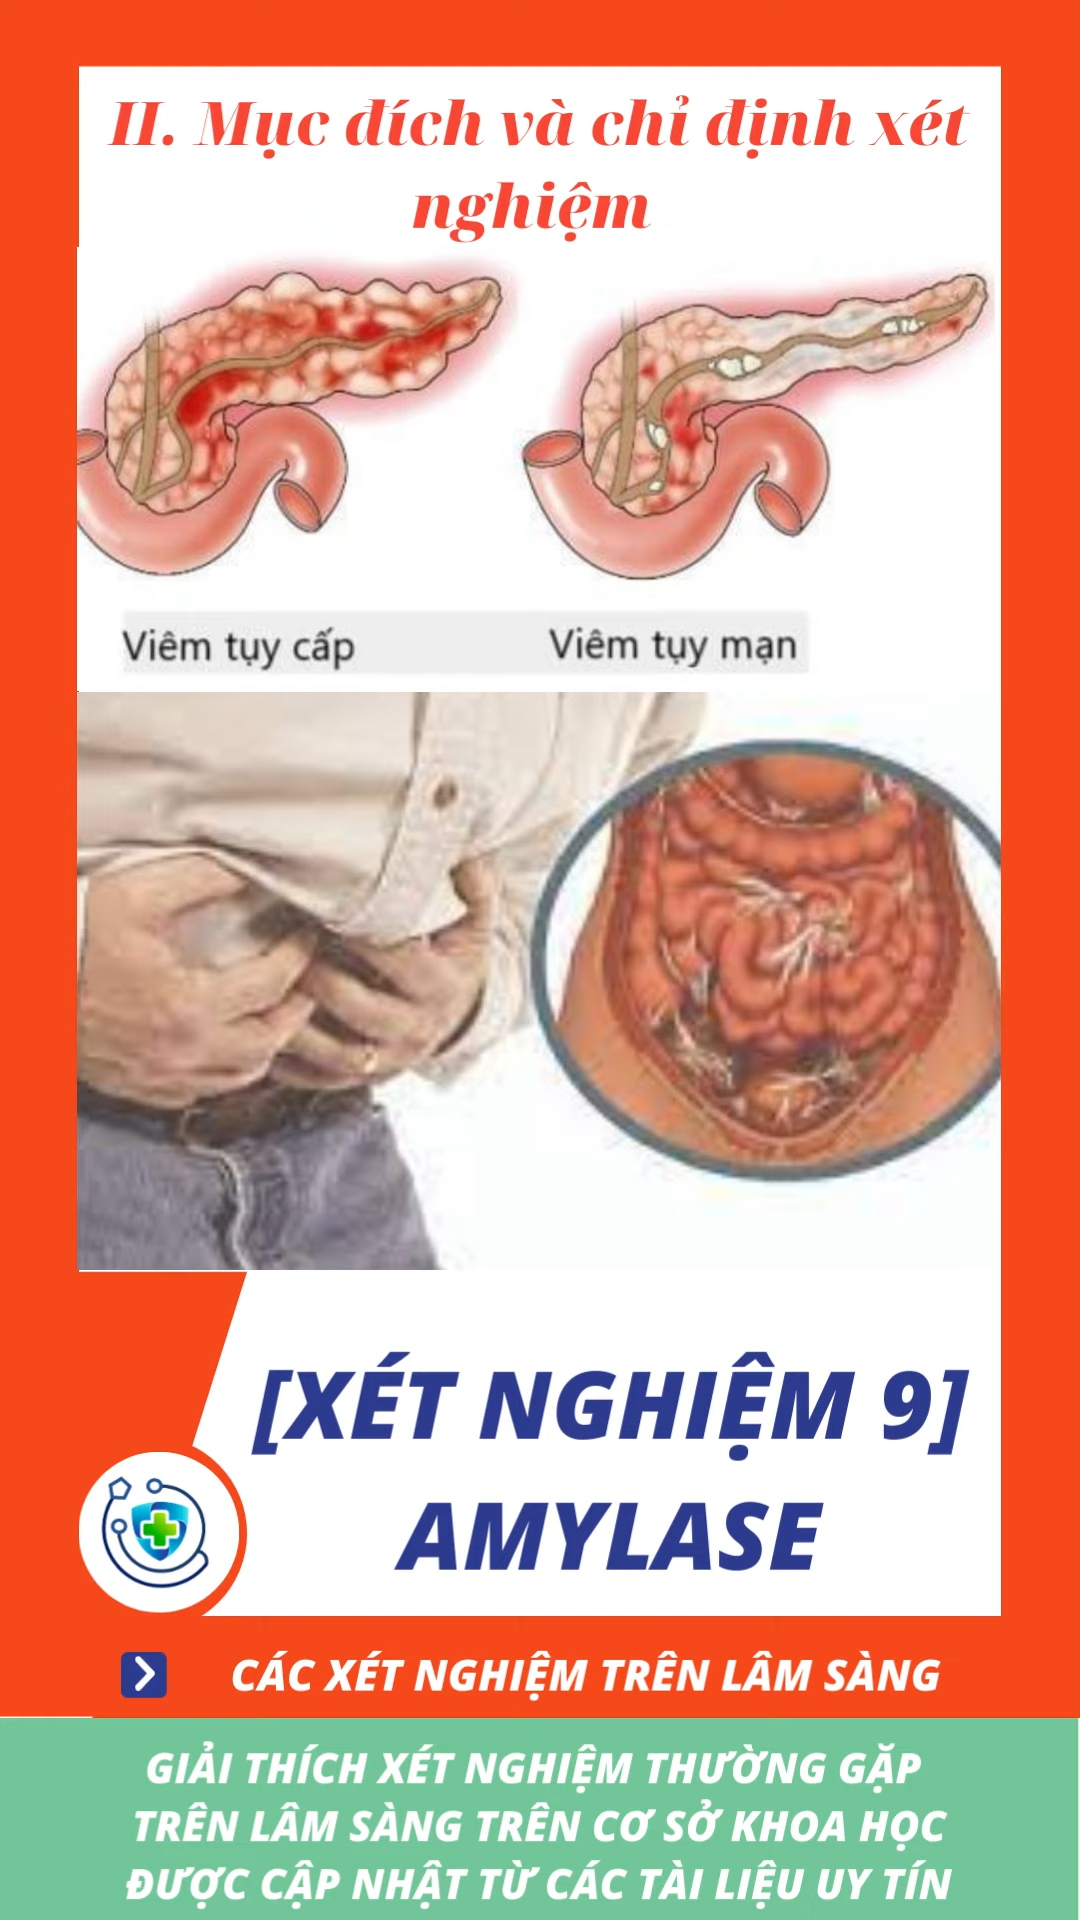 II. Mục đích và chỉ định xét
nghiệm
Viêm tụy cấp
Viêm tụy mạn
[XÉT NGHIỆM 9]
AMYLASE
CÁC XÉT NGHIỆM TRÊN LÂM SÀNG
GIẢI THÍCH XÉT NGHIỆM THƯỜNG GẶP
TRÊN LÂM SÀNG TRÊN CƠ SỞ KHOA HỌC
ĐƯỢC CẬP NHẬT TỪ CÁC TÀI LIỆU UY TÍN